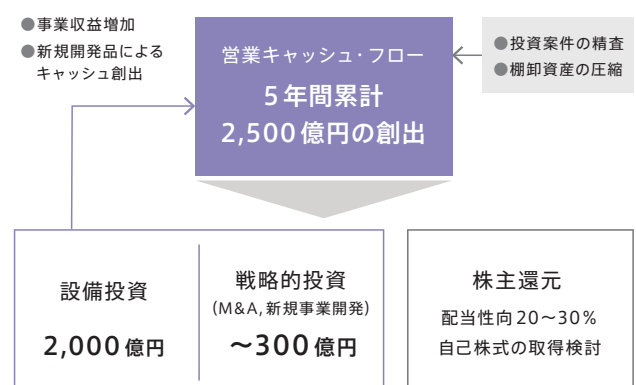 ●事業収益増加
●新規開発品による
キャッシュ創出
営業キャッシュ・フロー
5年間累計
2,500億円の創出
●投資案件の精査
●棚卸資産の圧縮
設備投資
2,000億円
戦略的投資
(M&A,新規事業開発)
～300億円
株主還元
配当性向20～30%
自己株式の取得検討